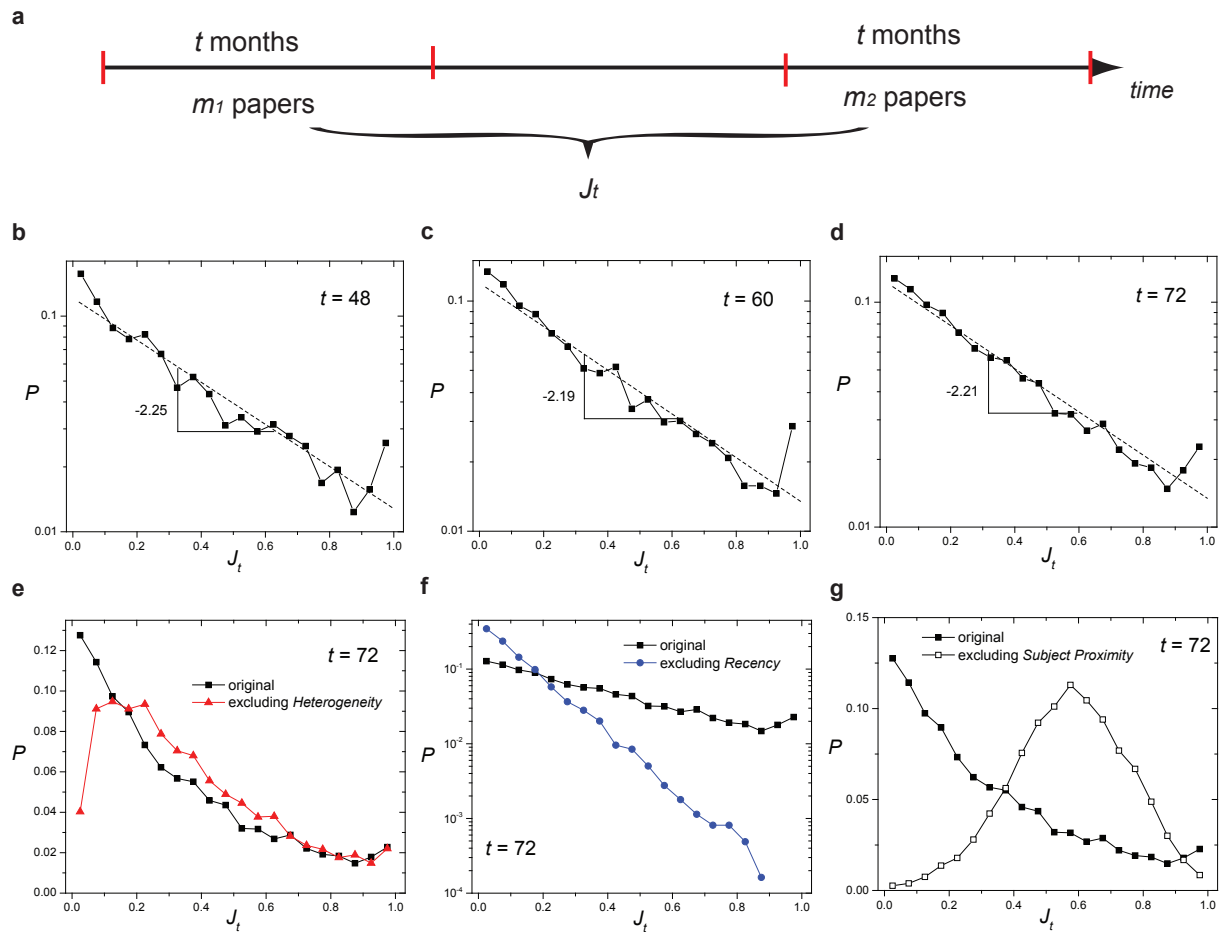 a
t months
t months
m1 papers
m2 papers
time
Jt
b
c
d
t = 48
t = 60
t = 72
0.1
0.1
0.1
P
P
P
-2.25
-2.19
-2.21
0.01
0.01
0.01
0.0 0.2 0.4 0.6 0.8 1.0
0.0 0.2 0.4 0.6 0.8 1.0
0.0 0.2 0.4 0.6 0.8 1.0
Jt
Jt
Jt
e
t = 72
original
excluding Heterogeneity
0.12
0.10
0.08
0.06
0.04
0.02
0.00
P
0.0 0.2 0.4 0.6 0.8 1.0
Jt
f
original
excluding Recency
10-1
10-2
10-3
10-4
P
t = 72
0.0 0.2 0.4 0.6 0.8 1.0
Jt
g
t = 72
original
excluding Subject Proximity
0.15
0.10
0.05
0.00
P
0.0 0.2 0.4 0.6 0.8 1.0
Jt